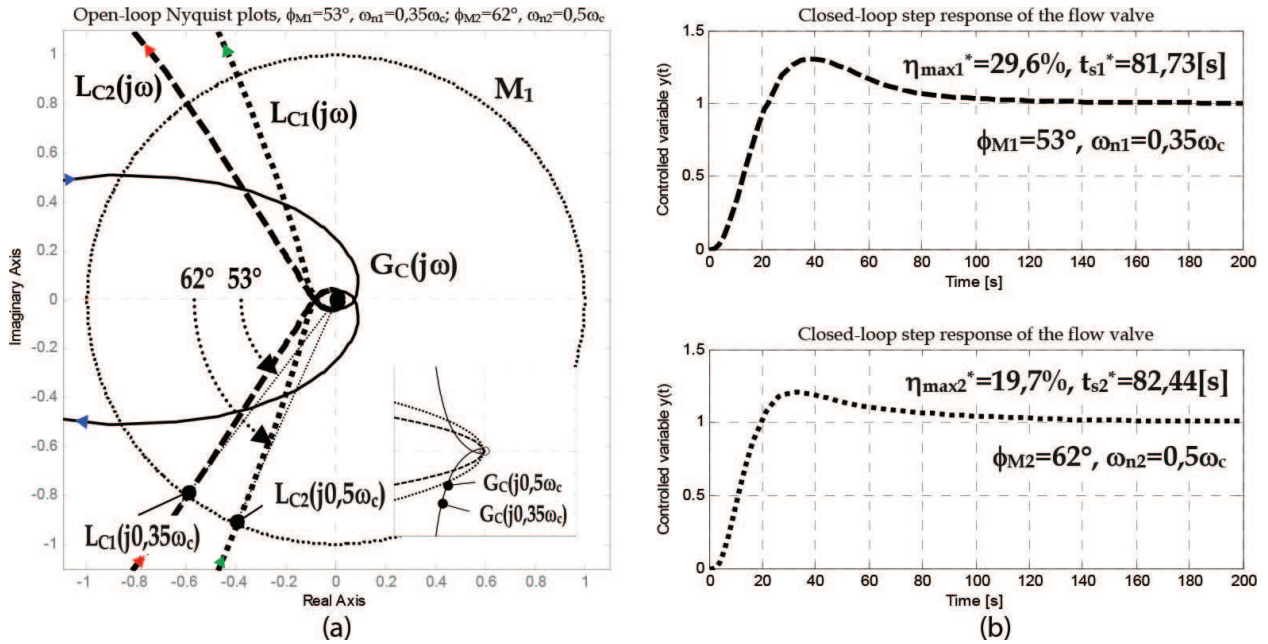 Open-loop Nyquist plots, ϕM1=53°, ωn1=0,35ωc; ϕM2=62°, ωn2=0,5ωc
Imaginary Axis
1
0.8
0.6
0.4
0.2
0
-0.2
-0.4
-0.6
-0.8
-1
LC2(jω)
LC1(jω)
M1
GC(jω)
62° 53°
GC(j0,5ωc
GC(j0,35ωc)
LC2(j0,5ωc)
LC1(j0,35ωc)
-1 -0.8 -0.6 -0.4 -0.2 0 0.2 0.4 0.6 0.8 1
Real Axis
(a)
Closed-loop step response of the flow valve
Controlled variable y(t)
1.5
1
0.5
0
ηmax1*=29,6%, ts1*=81,73[s]
ϕM1=53°, ωn1=0,35ωc
0 20 40 60 80 100 120 140 160 180 200
Time [s]
Closed-loop step response of the flow valve
Controlled variable y(t)
1.5
1
0.5
0
ηmax2*=19,7%, ts2*=82,44[s]
ϕM2=62°, ωn2=0,5ωc
0 20 40 60 80 100 120 140 160 180 200
Time [s]
(b)